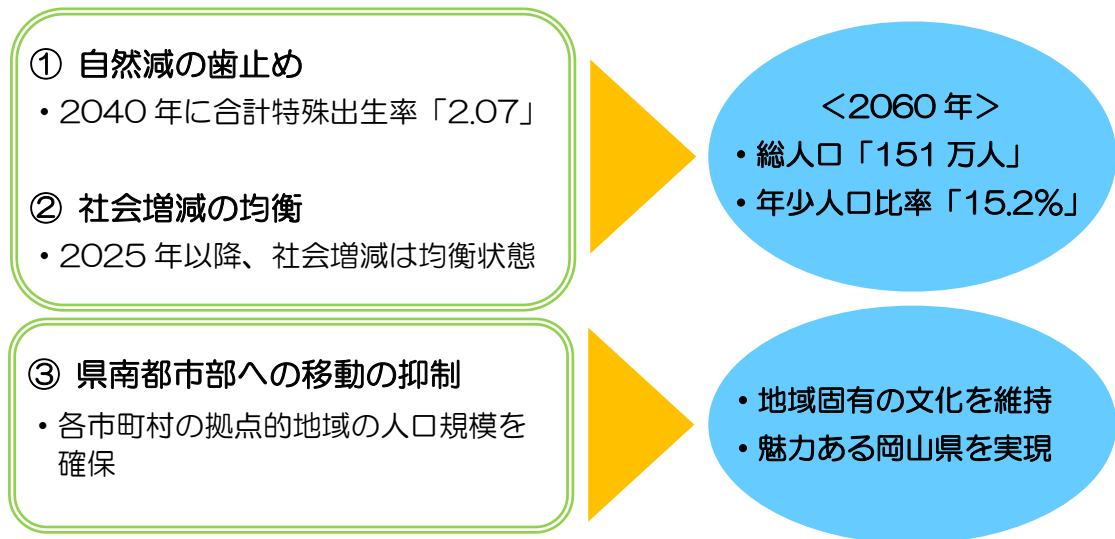 ① 自然減の歯止め
・2040 年に合計特殊出生率「2.07」
② 社会増減の均衡
・2025 年以降、社会増減は均衡状態
＜2060 年＞
・総人口「151 万人」
・年少人口比率「15.2%」
③ 県南都市部への移動の抑制
・各市町村の拠点的地域の人口規模を
確保
・地域固有の文化を維持
・魅力ある岡山県を実現